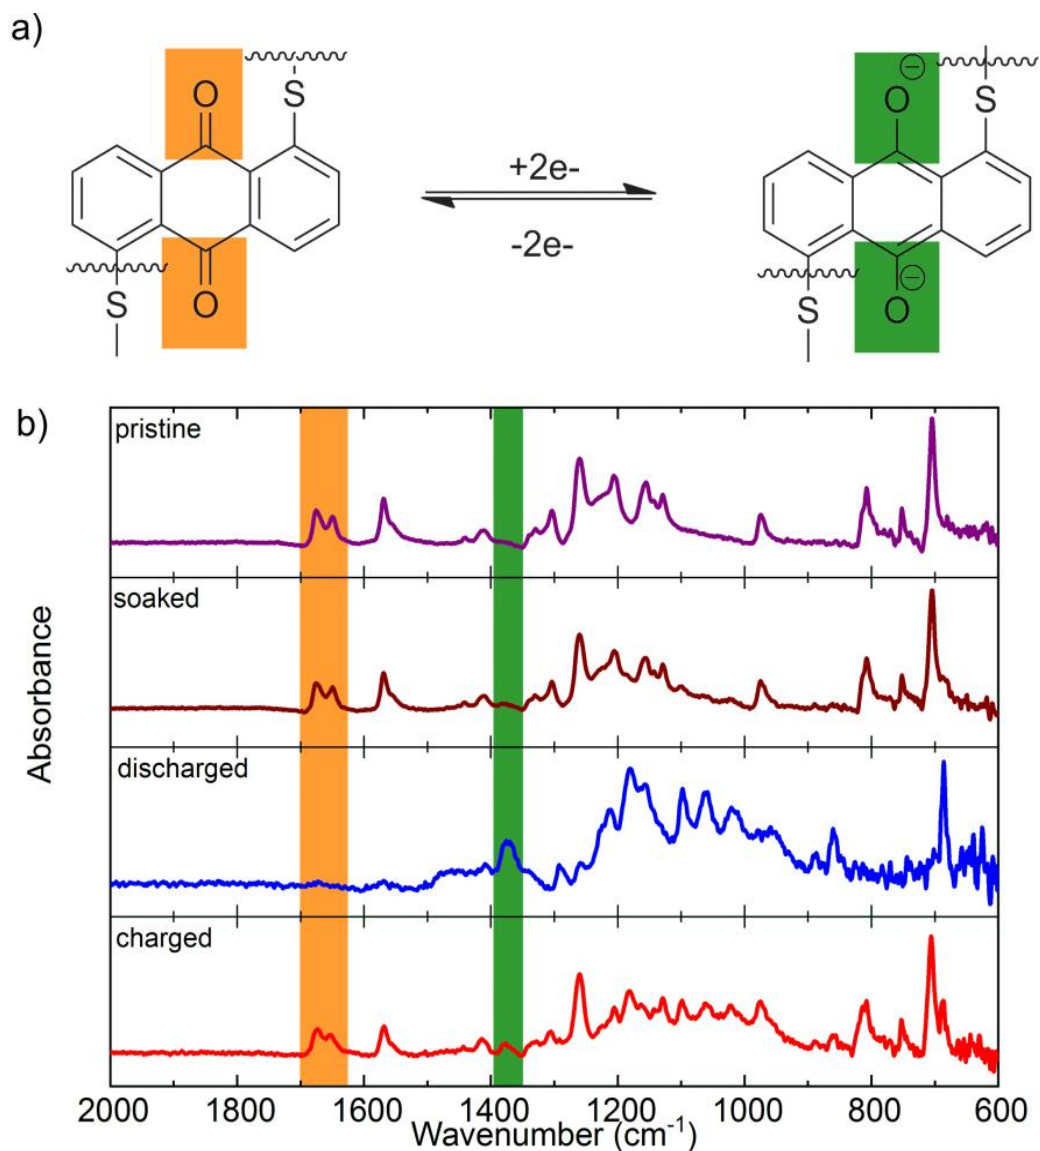 a)
O
S
O
S
+2e-
-2e-
O
S
O
S
b)
pristine
soaked
discharged
charged
Absorbance
2000 1800 1600 1400 1200 1000 800 600
Wavenumber (cm⁻¹)